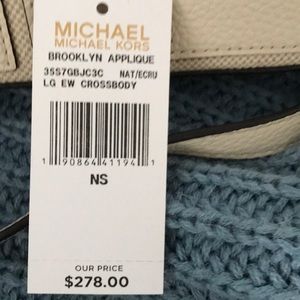 MICHAEL
MICHAEL KORS
BROOKLYN APPLIQUE
35S7GBJC3C NAT/ECRU
LG EW CROSSBODY
1 90864 41194 1
NS
OUR PRICE
$278.00